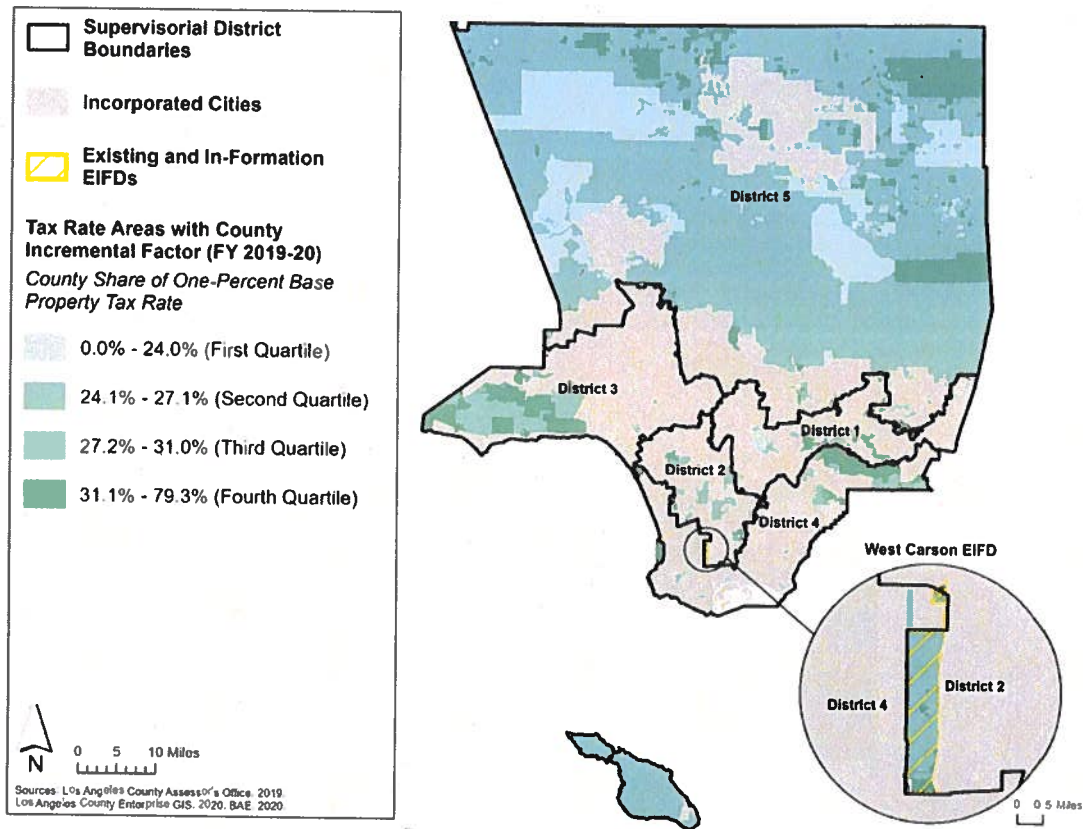 Supervisorial District
Boundaries
Incorporated Cities
Existing and In-Formation
EIFDs
Tax Rate Areas with County
Incremental Factor (FY 2019-20)
County Share of One-Percent Base
Property Tax Rate
0.0% - 24.0% (First Quartile)
24.1% - 27.1% (Second Quartile)
27.2% - 31.0% (Third Quartile)
31.1% - 79.3% (Fourth Quartile)
N
0 5 10 Miles
Sources: Los Angeles County Assessor's Office, 2019.
Los Angeles County Enterprise GIS, 2020. BAE 2020.
District 5
District 3
District 1
District 2
District 4
West Carson EIFD
District 4
District 2
0 0.5 Miles